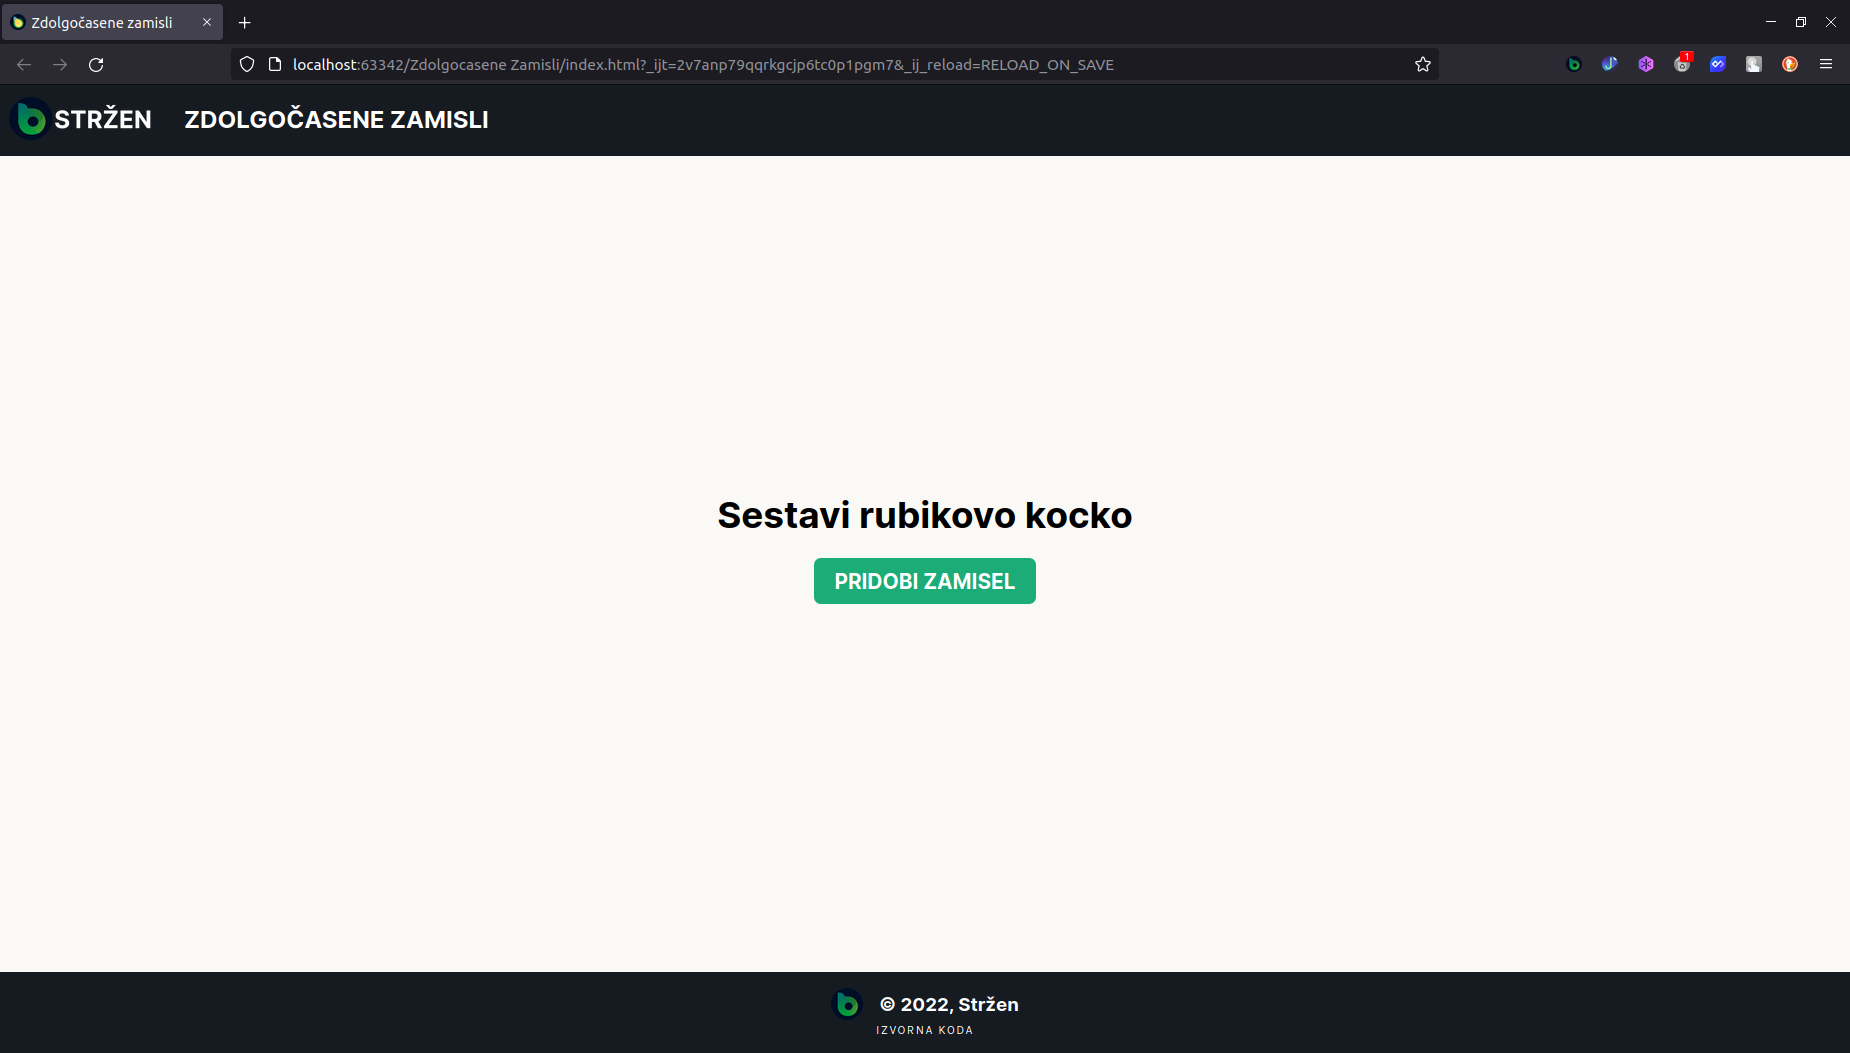 Zdolgočasene zamisli
localhost:63342/Zdolgocasene Zamisli/index.html?_ijt=2v7anp79qqrkgcjp6tc0p1pgm7&_ij_reload=RELOAD_ON_SAVE
1
STRŽEN ZDOLGOČASENE ZAMISLI
Sestavi rubikovo kocko
PRIDOBI ZAMISEL
© 2022, Stržen
IZVORNA KODA